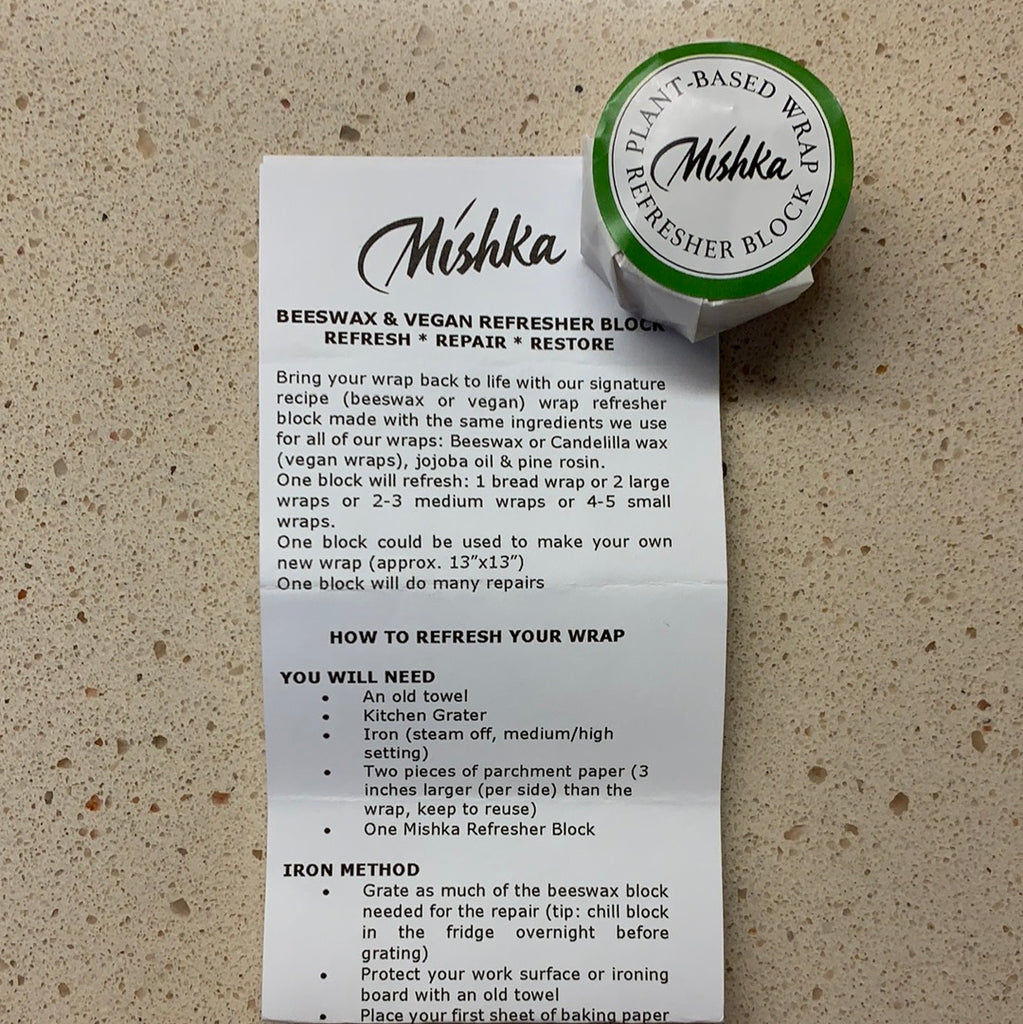 PLANT-BASED WRAP
Mishka
REFRESHER BLOCK
Mishka
BEESWAX & VEGAN REFRESHER BLOCK
REFRESH * REPAIR * RESTORE
Bring your wrap back to life with our signature
recipe (beeswax or vegan) wrap refresher
block made with the same ingredients we use
for all of our wraps: Beeswax or Candelilla wax
(vegan wraps), jojoba oil & pine rosin.
One block will refresh: 1 bread wrap or 2 large
wraps or 2-3 medium wraps or 4-5 small
wraps.
One block could be used to make your own
new wrap (approx. 13”x13”)
One block will do many repairs
HOW TO REFRESH YOUR WRAP
YOU WILL NEED
• An old towel
• Kitchen Grater
• Iron (steam off, medium/high
setting)
• Two pieces of parchment paper (3
inches larger (per side) than the
wrap, keep to reuse)
• One Mishka Refresher Block
IRON METHOD
• Grate as much of the beeswax block
needed for the repair (tip: chill block
in the fridge overnight before
grating)
• Protect your work surface or ironing
board with an old towel
• Place your first sheet of baking paper